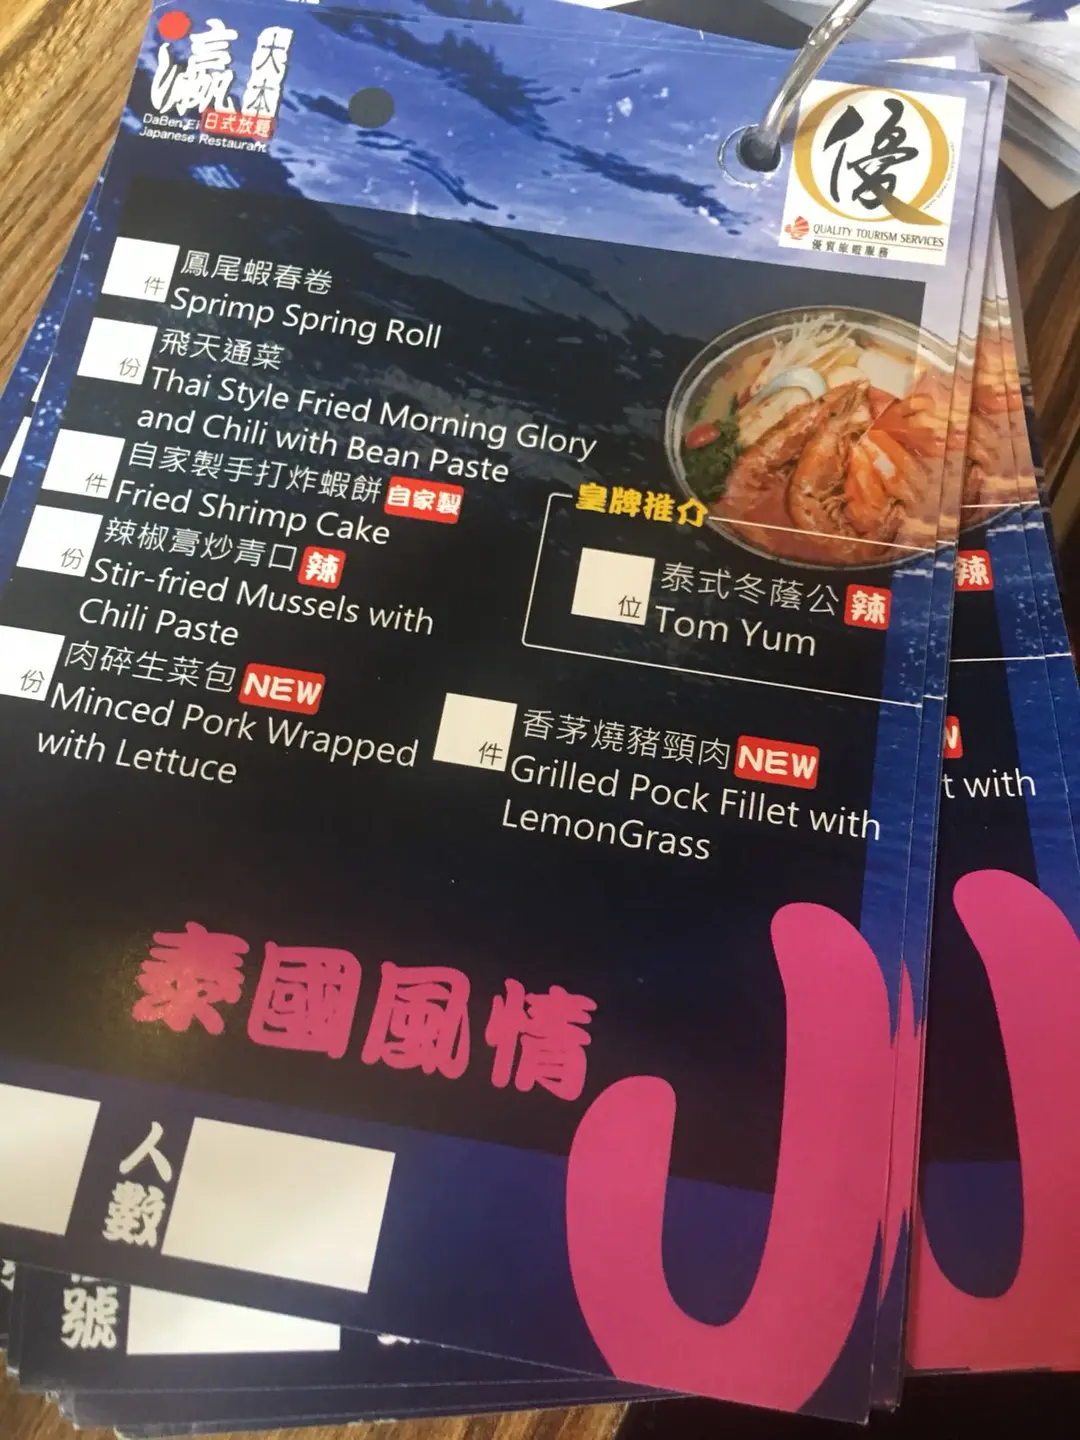 瀛
大本
日式放題
Japanese Restaurant
優
QUALITY TOURISM SERVICES
優質旅遊服務
件
鳳尾蝦春卷
Sprimp Spring Roll
份
飛天通菜
Thai Style Fried Morning Glory
and Chili with Bean Paste
件
自家製手打炸蝦餅 自家製
Fried Shrimp Cake
份
辣椒膏炒青口 辣
Stir-fried Mussels with
Chili Paste
份
肉碎生菜包 NEW
Minced Pork Wrapped
with Lettuce
皇牌推介
位
泰式冬蔭公 辣
Tom Yum
件
香茅燒豬頸肉 NEW
Grilled Pock Fillet with
LemonGrass
辣
t with
泰國風情
人數
號